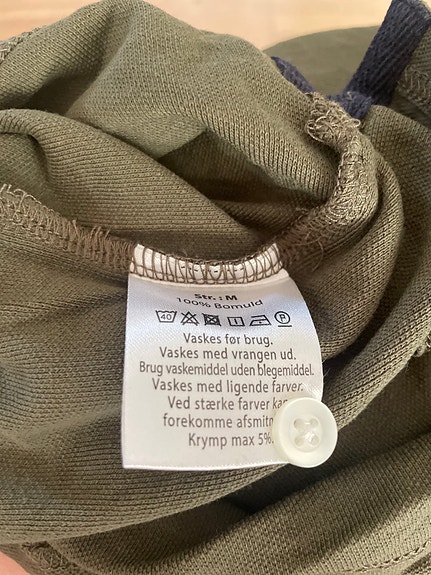 Str.: M
100% Bomuld
40
Vaskes før brug.
Vaskes med vrangen ud.
Brug vaskemiddel uden blegemiddel.
Vaskes med ligende farver.
Ved stærke farver
forekomme
Krymp max 5%.